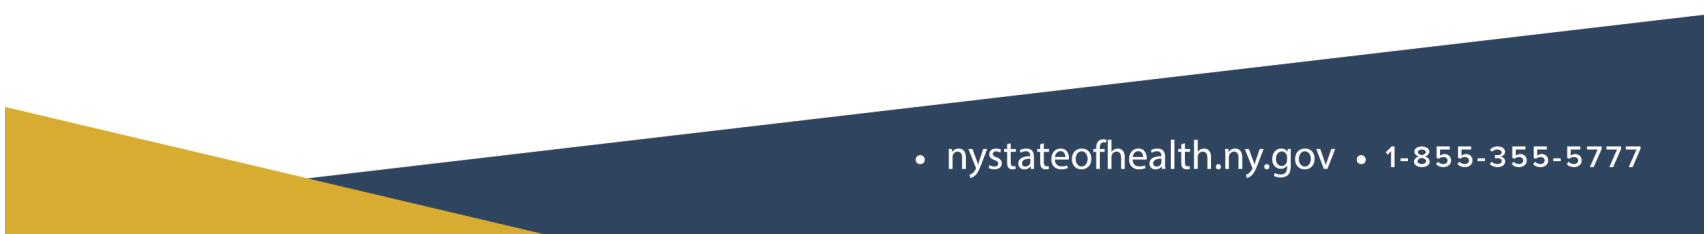 • nystateofhealth.ny.gov • 1-855-355-5777